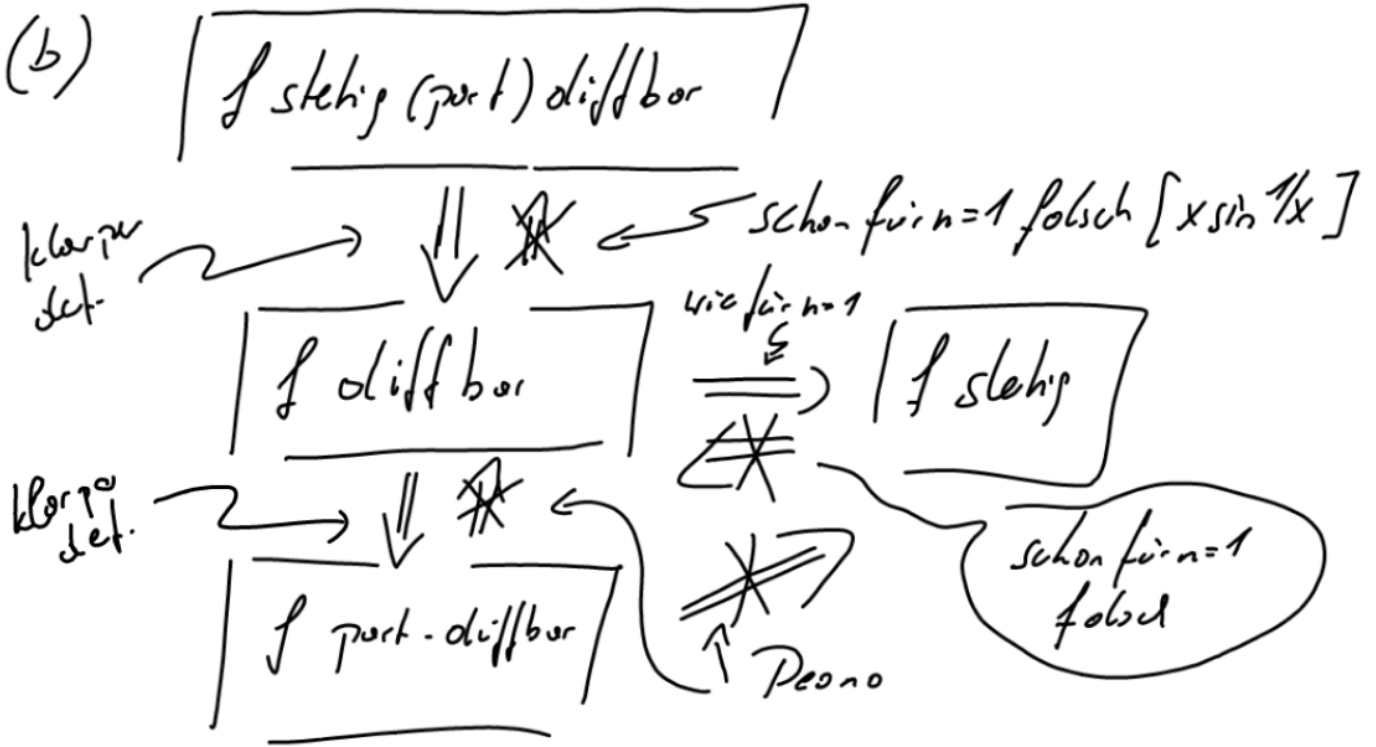 (b)
f stetig (part) diffbar
klar per
def.
schon für n=1 falsch [x sin 1/x]
wie für n=1
f diffbar
f stetig
klar per
def.
schon für n=1
falsch
f part. diffbar
Peano